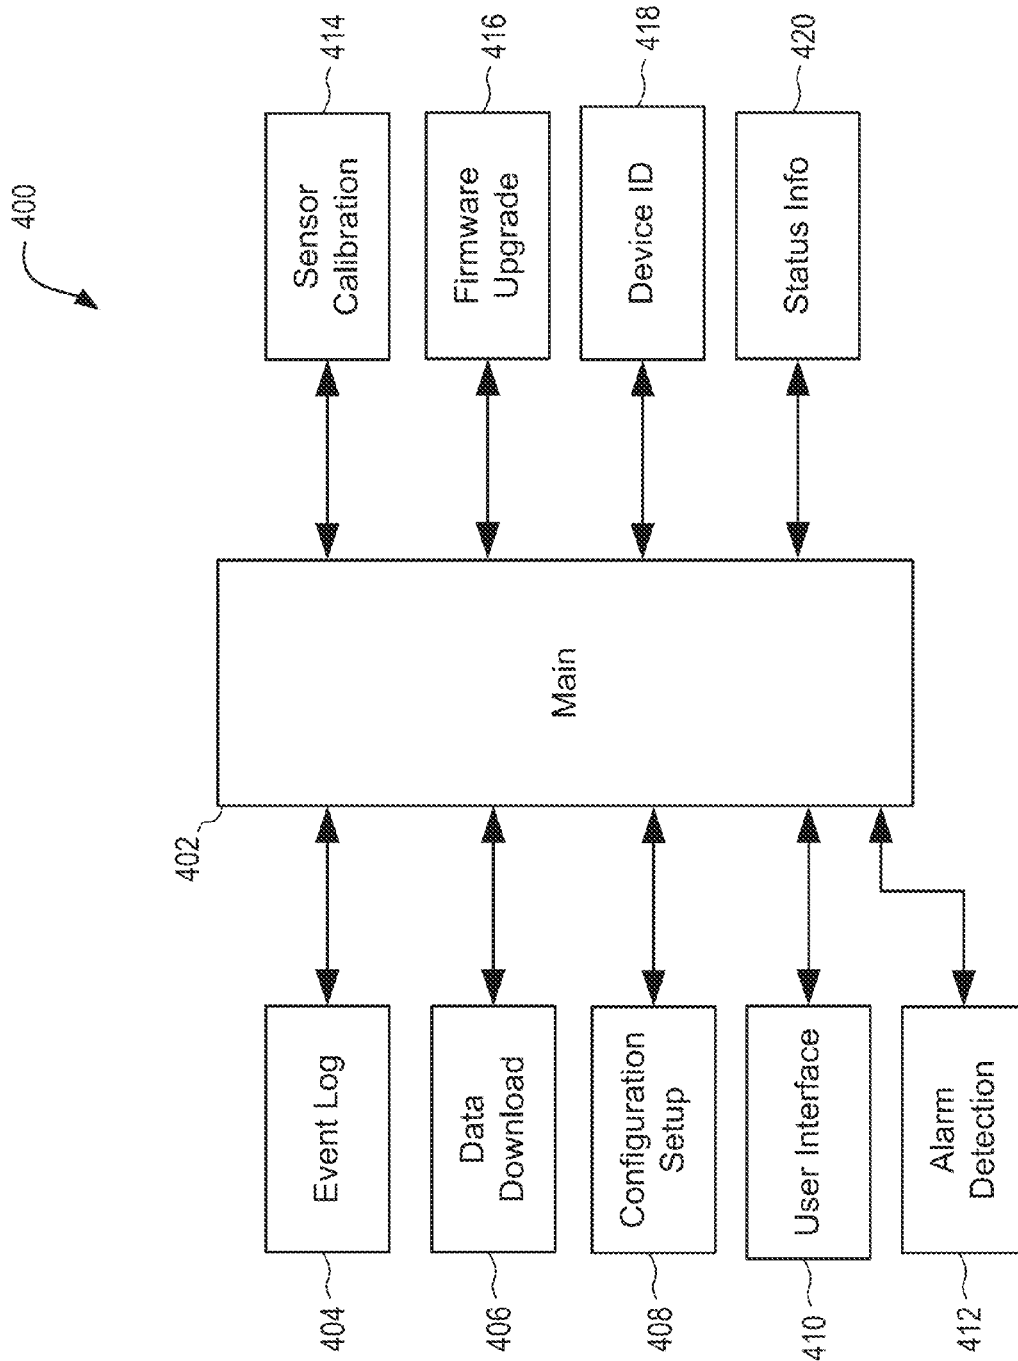 400
402
Main
404
Event Log
406
Data
Download
408
Configuration
Setup
410
User Interface
412
Alarm
Detection
414
Sensor
Calibration
416
Firmware
Upgrade
418
Device ID
420
Status Info